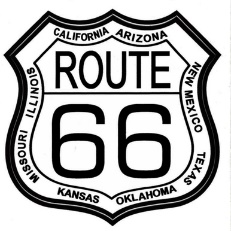 CALIFORNIA ARIZONA
ROUTE
66
NEW MEXICO
TEXAS
OKLAHOMA
KANSAS
MISSOURI
ILLINOIS